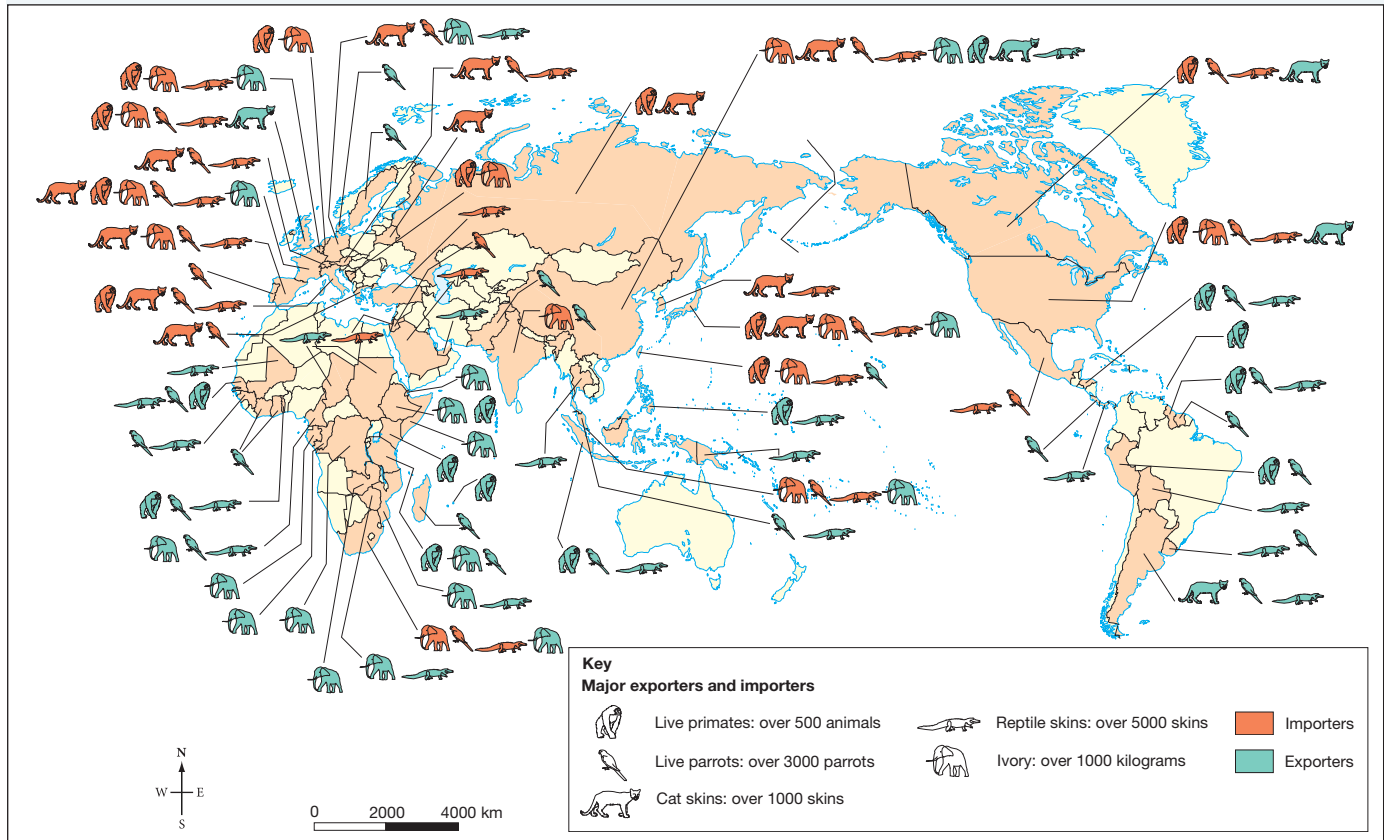 Key
Major exporters and importers
Live primates: over 500 animals
Reptile skins: over 5000 skins
Importers
Live parrots: over 3000 parrots
Ivory: over 1000 kilograms
Exporters
Cat skins: over 1000 skins
N
W E
S
0 2000 4000 km